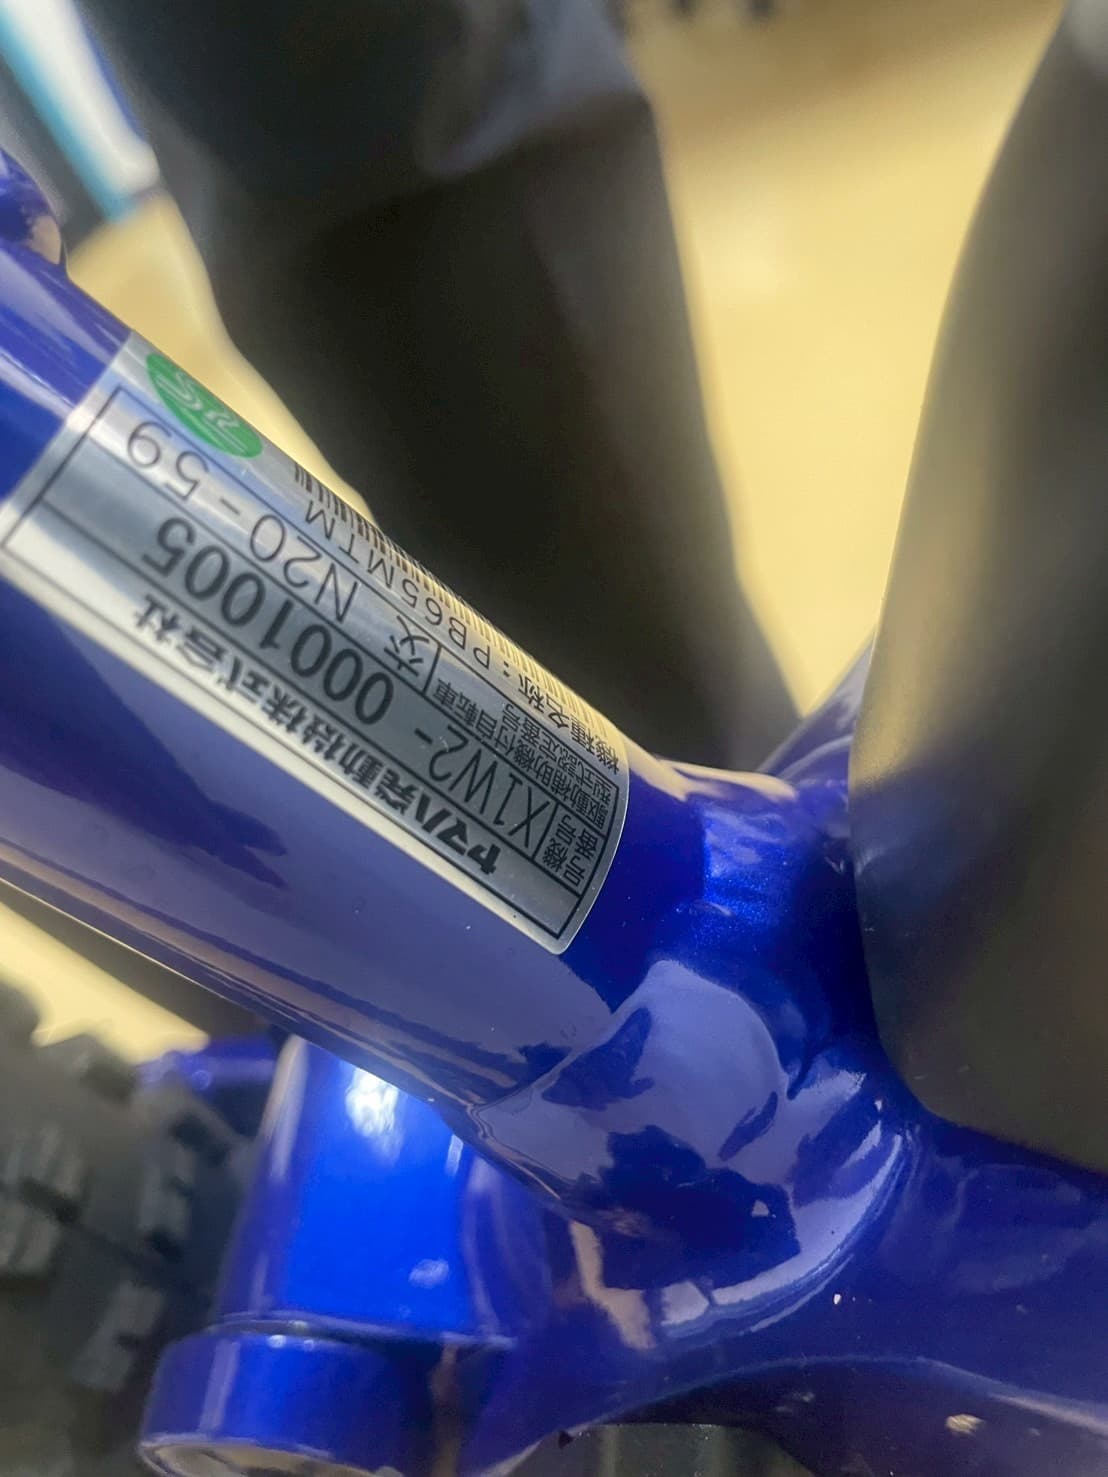 ヤマハ発動機株式会社
号機番号 X1W2- 0001005
駆動補助機付自転車
型式認定番号 交 N20-59
機種名称：PB65MTM